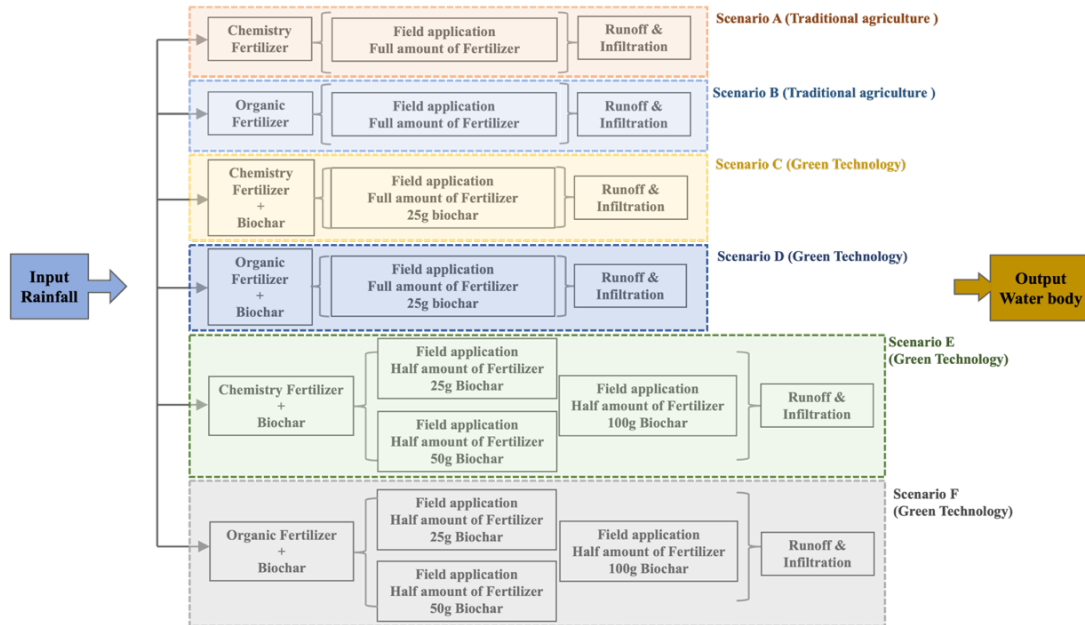 Scenario A (Traditional agriculture )
Chemistry
Fertilizer
Field application
Full amount of Fertilizer
Runoff &
Infiltration
Scenario B (Traditional agriculture )
Organic
Fertilizer
Field application
Full amount of Fertilizer
Runoff &
Infiltration
Scenario C (Green Technology)
Chemistry
Fertilizer
+
Biochar
Field application
Full amount of Fertilizer
25g biochar
Runoff &
Infiltration
Input
Rainfall
Scenario D (Green Technology)
Organic
Fertilizer
+
Biochar
Field application
Full amount of Fertilizer
25g biochar
Runoff &
Infiltration
Output
Water body
Scenario E
(Green Technology)
Chemistry Fertilizer
+
Biochar
Field application
Half amount of Fertilizer
25g Biochar
Field application
Half amount of Fertilizer
50g Biochar
Field application
Half amount of Fertilizer
100g Biochar
Runoff &
Infiltration
Scenario F
(Green Technology)
Organic Fertilizer
+
Biochar
Field application
Half amount of Fertilizer
25g Biochar
Field application
Half amount of Fertilizer
50g Biochar
Field application
Half amount of Fertilizer
100g Biochar
Runoff &
Infiltration